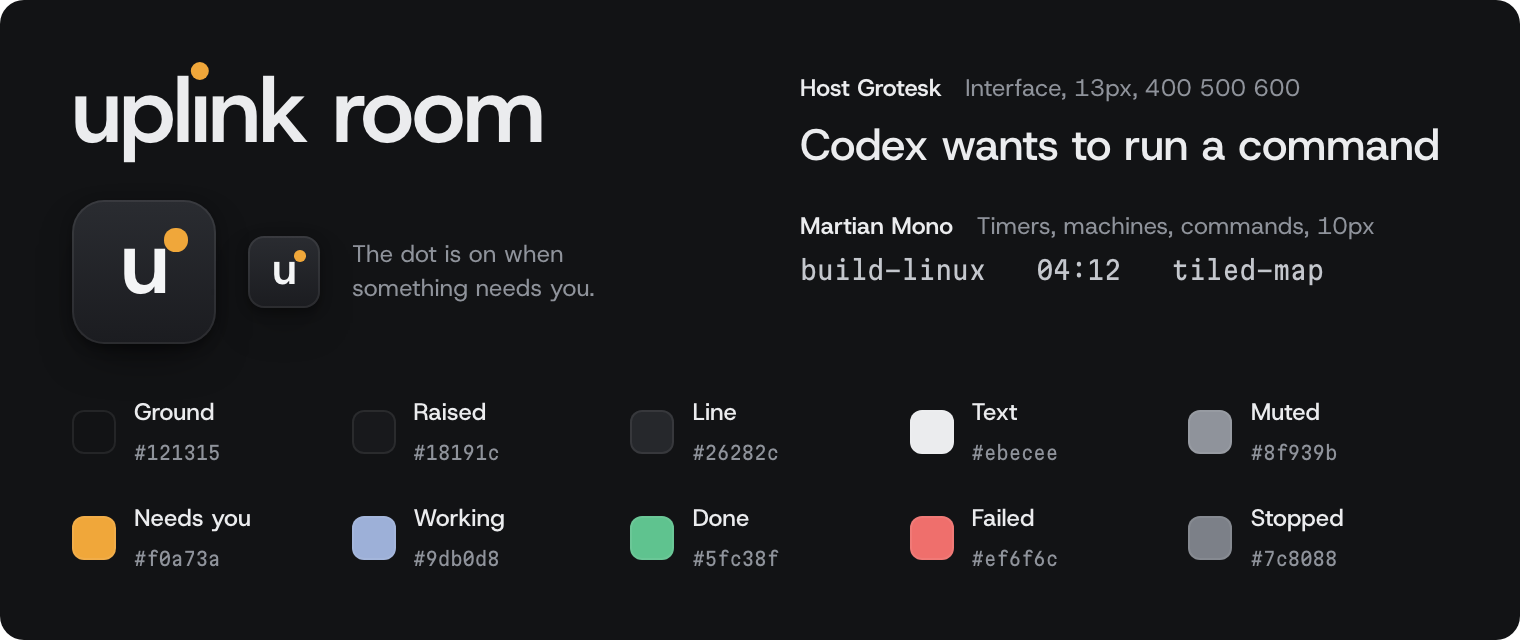 uplink room
u
u
The dot is on when
something needs you.
Host Grotesk Interface, 13px, 400 500 600
Codex wants to run a command
Martian Mono Timers, machines, commands, 10px
build-linux 04:12 tiled-map
Ground
#121315
Raised
#18191c
Line
#26282c
Text
#ebecee
Muted
#8f939b
Needs you
#f0a73a
Working
#9db0d8
Done
#5fc38f
Failed
#ef6f6c
Stopped
#7c8088